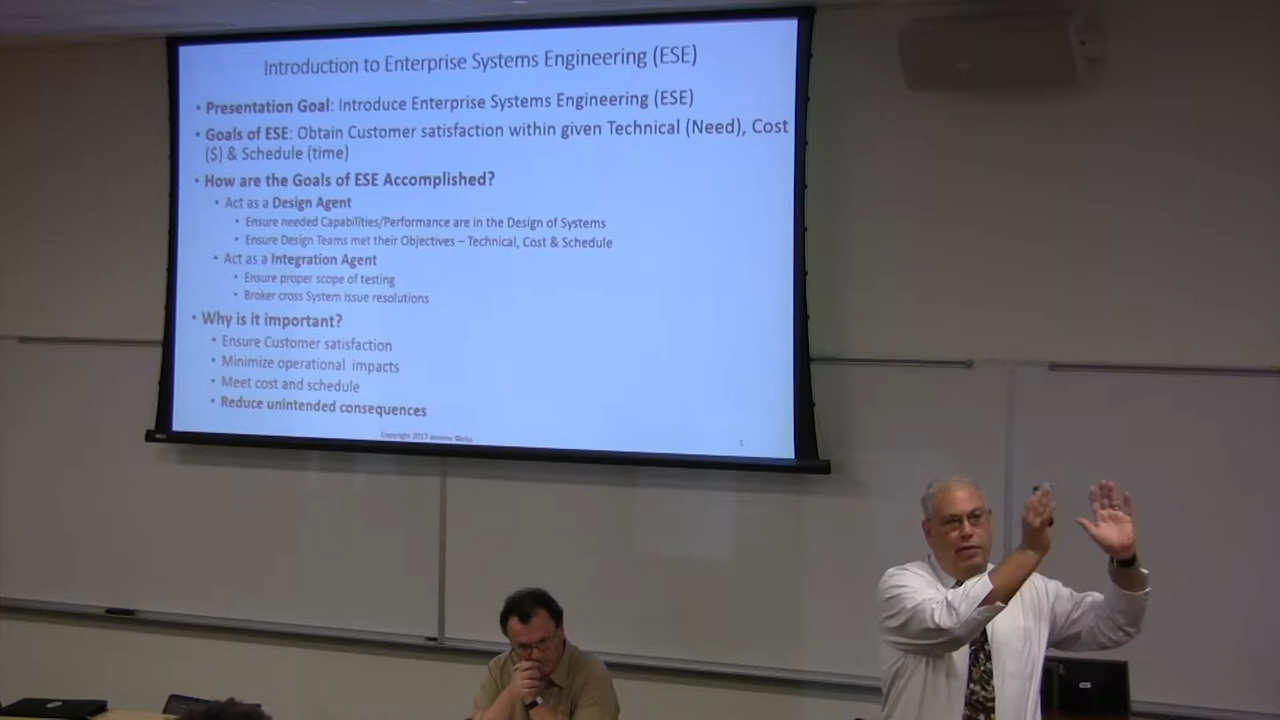 Introduction to Enterprise Systems Engineering (ESE)
• Presentation Goal: Introduce Enterprise Systems Engineering (ESE)
• Goals of ESE: Obtain Customer satisfaction within given Technical (Need), Cost
($) & Schedule (time)
• How are the Goals of ESE Accomplished?
• Act as a Design Agent
• Ensure needed Capabilities/Performance are in the Design of Systems
• Ensure Design Teams met their Objectives – Technical, Cost & Schedule
• Act as a Integration Agent
• Ensure proper scope of testing
• Broker cross System issue resolutions
• Why is it important?
• Ensure Customer satisfaction
• Minimize operational impacts
• Meet cost and schedule
• Reduce unintended consequences
Copyright 2017